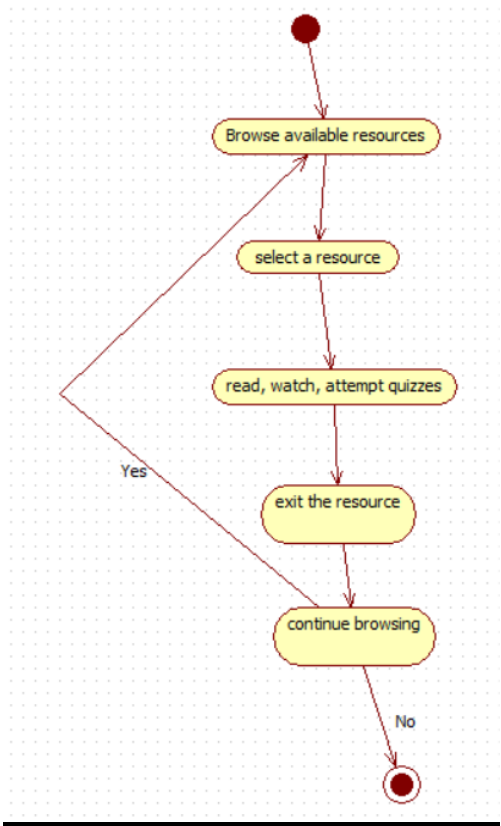 Browse available resources
select a resource
read, watch, attempt quizzes
Yes
exit the resource
continue browsing
No